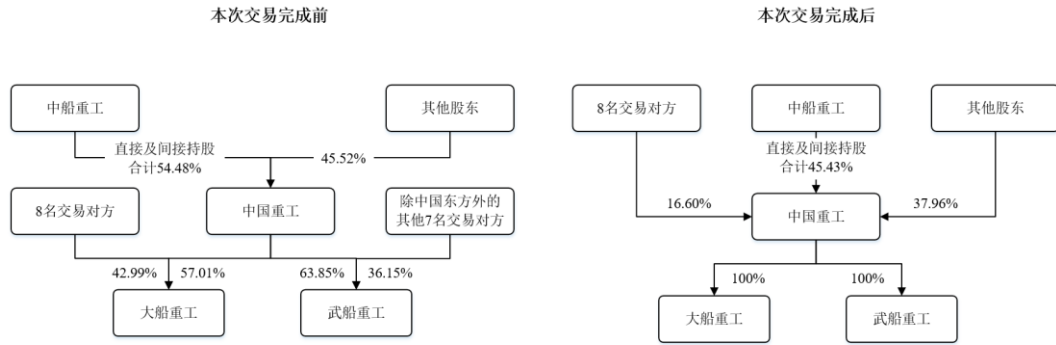 本次交易完成前
中船重工
其他股东
直接及间接持股
合计54.48%
45.52%
8名交易对方
中国重工
除中国东方外的
其他7名交易对方
42.99%
57.01%
63.85%
36.15%
大船重工
武船重工
本次交易完成后
8名交易对方
中船重工
其他股东
直接及间接持股
合计45.43%
16.60%
中国重工
37.96%
100%
100%
大船重工
武船重工